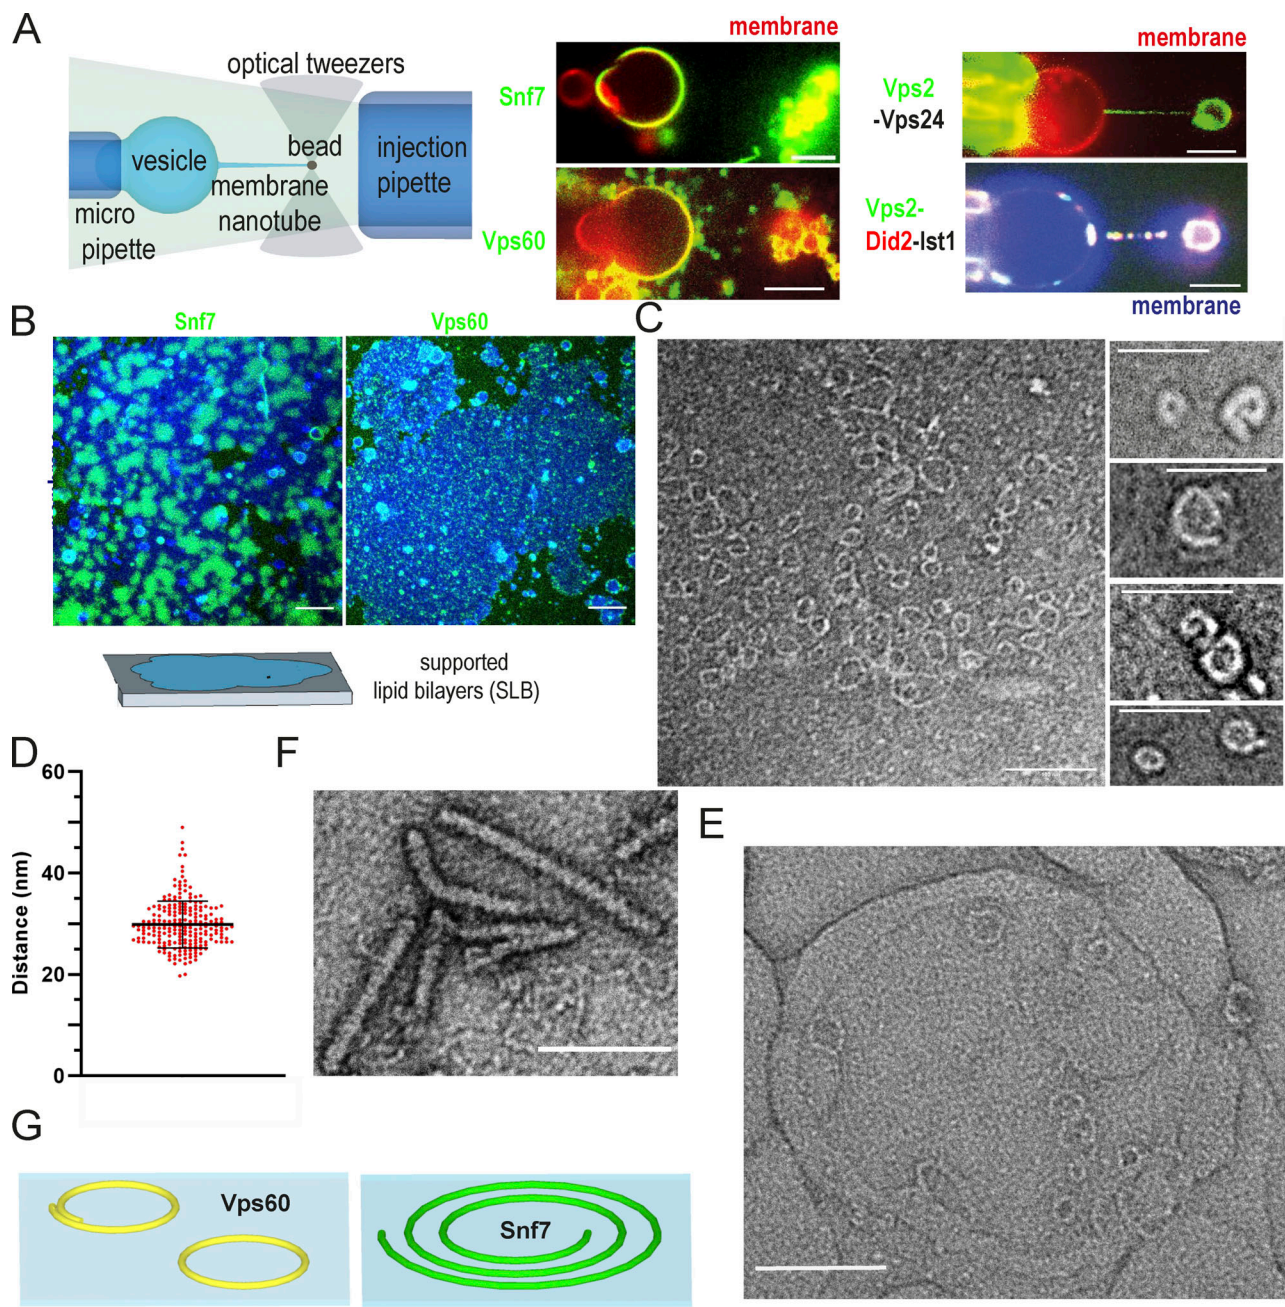 A
optical tweezers
vesicle
bead
injection
pipette
membrane
nanotube
micro
pipette
membrane
Snf7
Vps60
membrane
Vps2
-Vps24
Vps2-
Did2-Ist1
membrane
B
Snf7
Vps60
supported
lipid bilayers (SLB)
C
D
60
40
20
0
Distance (nm)
F
E
G
Vps60
Snf7